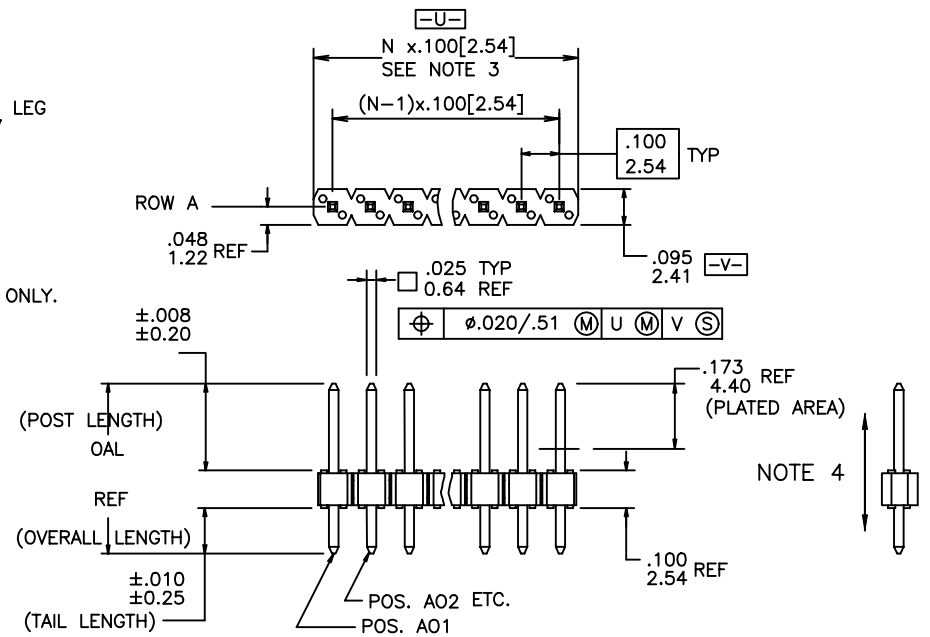 -U-
N x.100[2.54]
SEE NOTE 3
LEG
(N-1)x.100[2.54]
.100
2.54
TYP
ROW A
.048
1.22 REF
.095
2.41
-V-
.025 TYP
0.64 REF
ONLY.
⌖ ø.020/.51 Ⓜ U Ⓜ V Ⓢ
±.008
±0.20
.173
4.40 REF
(PLATED AREA)
(POST LENGTH)
OAL
NOTE 4
REF
(OVERALL LENGTH)
.100
2.54 REF
±.010
±0.25
(TAIL LENGTH)
POS. A02 ETC.
POS. A01